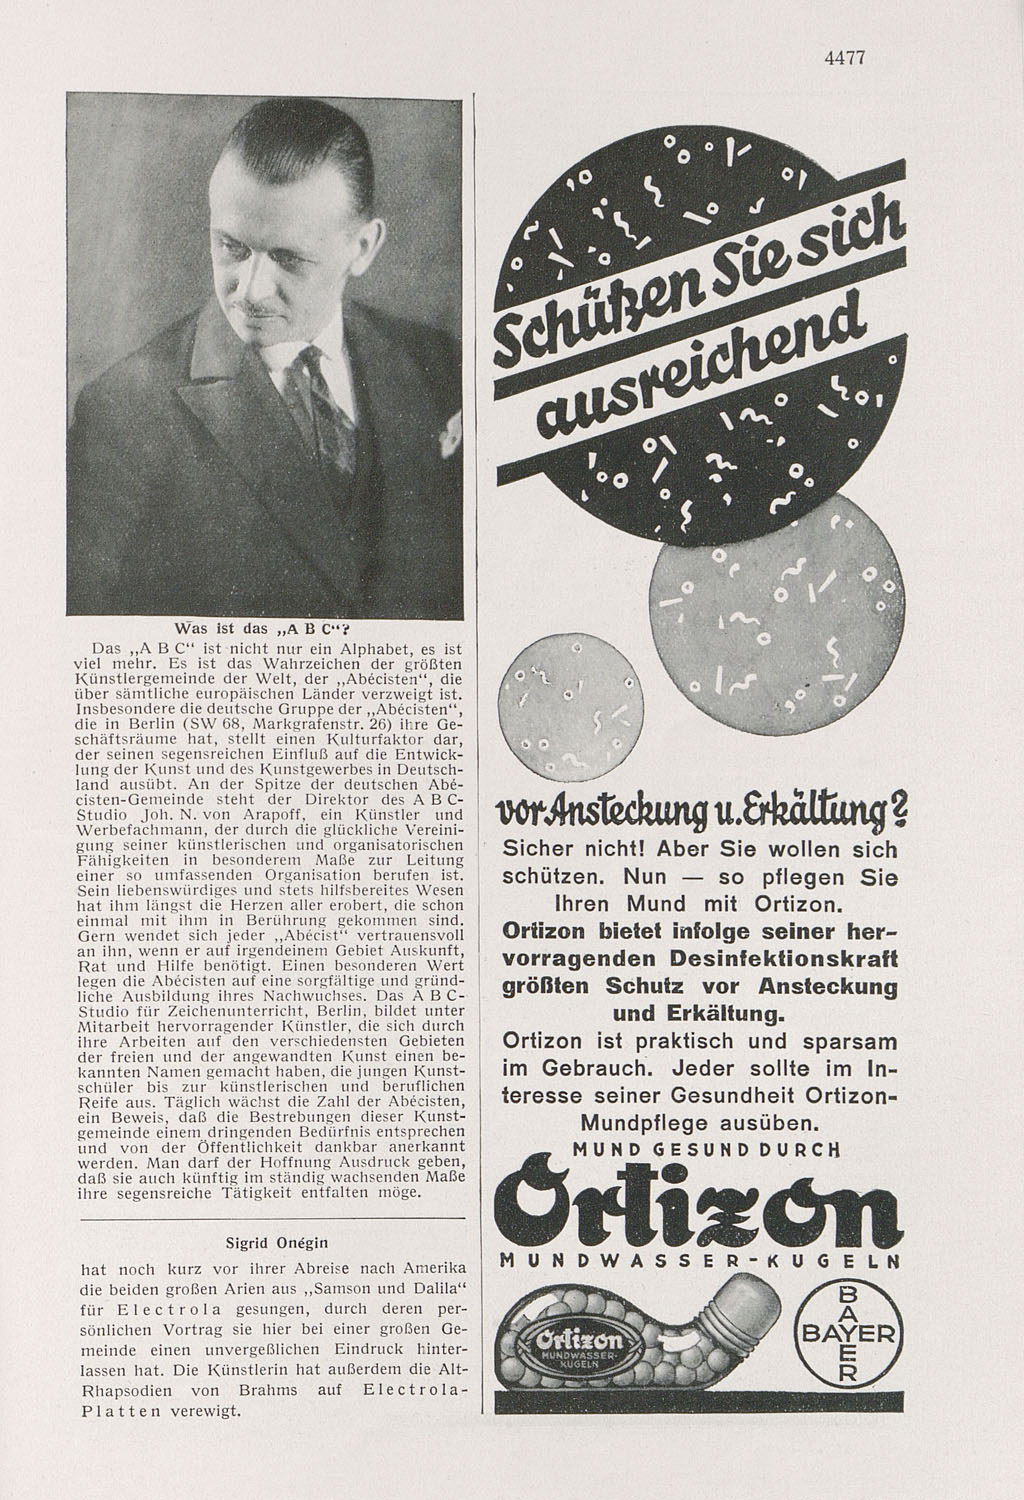 4477
Was ist das „A B C“?
Das „A B C“ ist nicht nur ein Alphabet, es ist
viel mehr. Es ist das Wahrzeichen der größten
Künstlergemeinde der Welt, der „Abécisten“, die
über sämtliche europäischen Länder verzweigt ist.
Insbesondere die deutsche Gruppe der „Abécisten“,
die in Berlin (SW 68, Markgrafenstr. 26) ihre Ge-
schäftsräume hat, stellt einen Kulturfaktor dar,
der seinen segensreichen Einfluß auf die Entwick-
lung der Kunst und des Kunstgewerbes in Deutsch-
land ausübt. An der Spitze der deutschen Abé-
cisten-Gemeinde steht der Direktor des A B C-
Studio Joh. N. von Arapoff, ein Künstler und
Werbefachmann, der durch die glückliche Vereini-
gung seiner künstlerischen und organisatorischen
Fähigkeiten in besonderem Maße zur Leitung
einer so umfassenden Organisation berufen ist.
Sein liebenswürdiges und stets hilfsbereites Wesen
hat ihm längst die Herzen aller erobert, die schon
einmal mit ihm in Berührung gekommen sind.
Gern wendet sich jeder „Abécist“ vertrauensvoll
an ihn, wenn er auf irgendeinem Gebiet Auskunft,
Rat und Hilfe benötigt. Einen besonderen Wert
legen die Abécisten auf eine sorgfältige und gründ-
liche Ausbildung ihres Nachwuchses. Das A B C-
Studio für Zeichenunterricht, Berlin, bildet unter
Mitarbeit hervorragender Künstler, die sich durch
ihre Arbeiten auf den verschiedensten Gebieten
der freien und der angewandten Kunst einen be-
kannten Namen gemacht haben, die jungen Kunst-
schüler bis zur künstlerischen und beruflichen
Reife aus. Täglich wächst die Zahl der Abécisten,
ein Beweis, daß die Bestrebungen dieser Kunst-
gemeinde einem dringenden Bedürfnis entsprechen
und von der Öffentlichkeit dankbar anerkannt
werden. Man darf der Hoffnung Ausdruck geben,
daß sie auch künftig im ständig wachsenden Maße
ihre segensreiche Tätigkeit entfalten möge.
Sigrid Onégin
hat noch kurz vor ihrer Abreise nach Amerika
die beiden großen Arien aus „Samson und Dalila“
für Electrola gesungen, durch deren per-
sönlichen Vortrag sie hier bei einer großen Ge-
meinde einen unvergeßlichen Eindruck hinter-
lassen hat. Die Künstlerin hat außerdem die Alt-
Rhapsodien von Brahms auf Electrola-
Platten verewigt.
Schützen Sie sich
ausreichend
vor Ansteckung u. Erkältung?
Sicher nicht! Aber Sie wollen sich
schützen. Nun — so pflegen Sie
Ihren Mund mit Ortizon.
Ortizon bietet infolge seiner her-
vorragenden Desinfektionskraft
größten Schutz vor Ansteckung
und Erkältung.
Ortizon ist praktisch und sparsam
im Gebrauch. Jeder sollte im In-
teresse seiner Gesundheit Ortizon-
Mundpflege ausüben.
MUND GESUND DURCH
Ortizon
MUNDWASSER-KUGELN
Ortizon
MUNDWASSER-
KUGELN
BAYER
BAYER